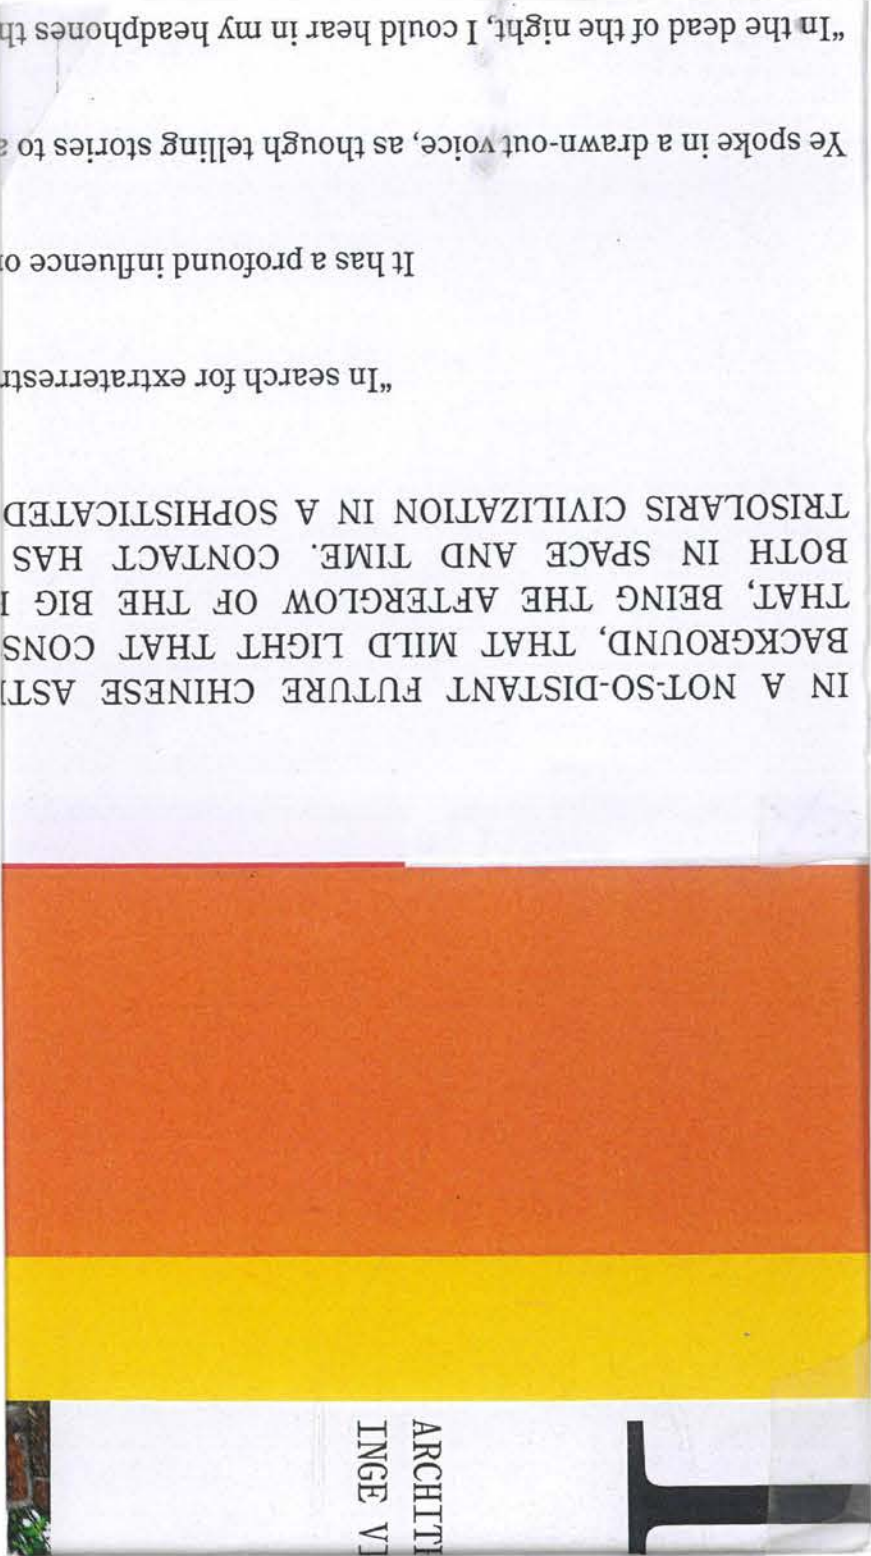 IN A NOT-SO-DISTANT FUTURE CHINESE AST
BACKGROUND, THAT MILD LIGHT THAT CONS
THAT, BEING THE AFTERGLOW OF THE BIG
BOTH IN SPACE AND TIME. CONTACT HAS
TRISOLARIS CIVILIZATION IN A SOPHISTICATED
"In search for extraterrestr
It has a profound influence o
Ye spoke in a drawn-out voice, as though telling stories to a
"In the dead of the night, I could hear in my headphones th
ARCHITE
INGE VI